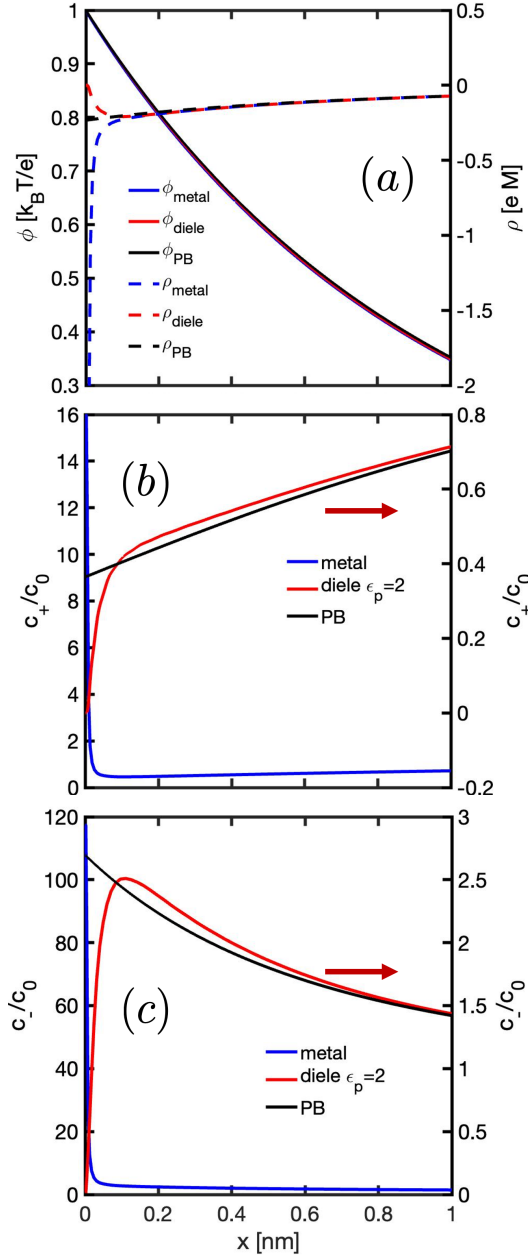 1
0.9
0.8
0.7
0.6
0.5
0.4
0.3
ϕ [k_BT/e]
0.5
0
-0.5
-1
-1.5
-2
ρ [e M]
(a)
ϕ_metal
ϕ_diele
ϕ_PB
ρ_metal
ρ_diele
ρ_PB
16
14
12
10
8
6
4
2
0
c_+/c_0
0.8
0.6
0.4
0.2
0
-0.2
c_+/c_0
(b)
metal
diele ϵ_p=2
PB
120
100
80
60
40
20
0
c_-/c_0
3
2.5
2
1.5
1
0.5
0
c_-/c_0
(c)
metal
diele ϵ_p=2
PB
0 0.2 0.4 0.6 0.8 1
x [nm]